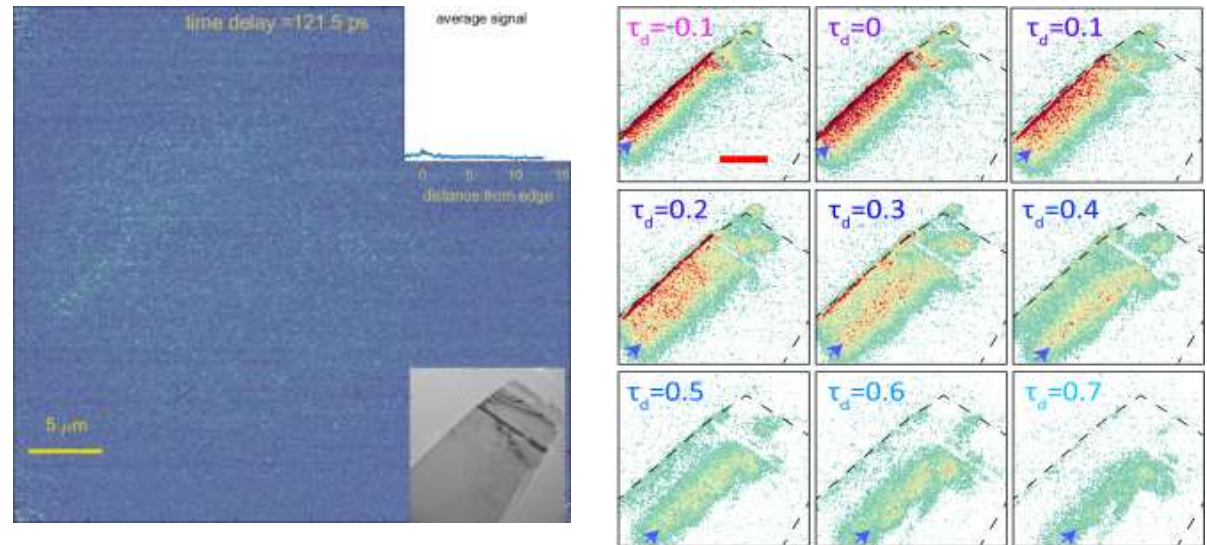 time delay =121.5 ps
average signal
0 5 10 15
distance from edge
5 μm
τd=-0.1
τd=0
τd=0.1
τd=0.2
τd=0.3
τd=0.4
τd=0.5
τd=0.6
τd=0.7